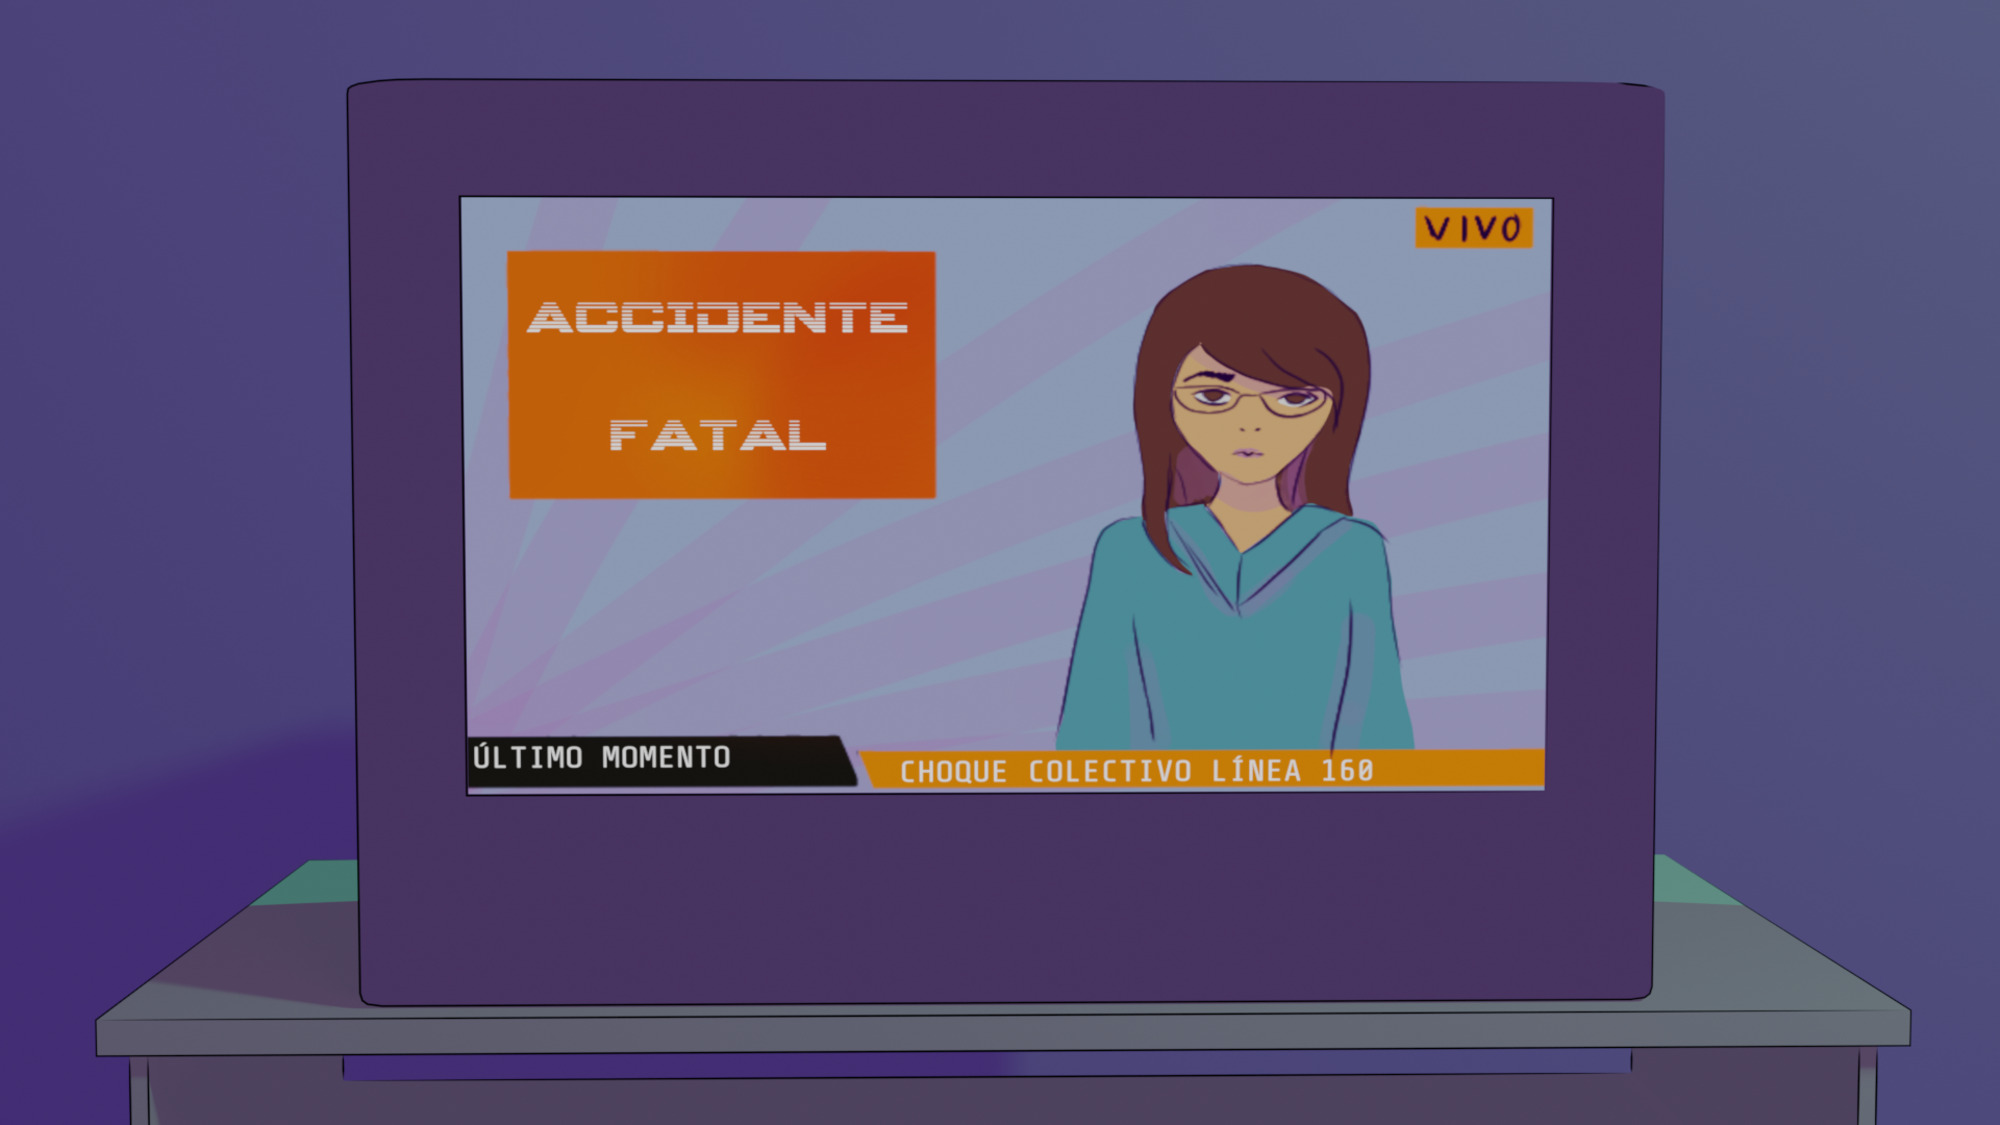 VIVO
ACCIDENTE
FATAL
ÚLTIMO MOMENTO
CHOQUE COLECTIVO LÍNEA 160